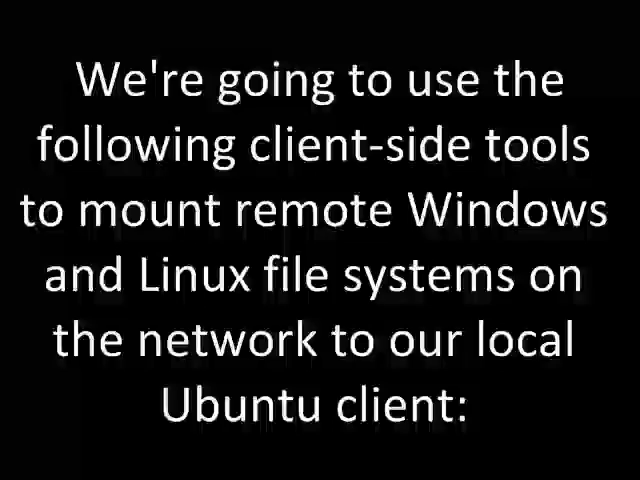 We're going to use the
following client-side tools
to mount remote Windows
and Linux file systems on
the network to our local
Ubuntu client: